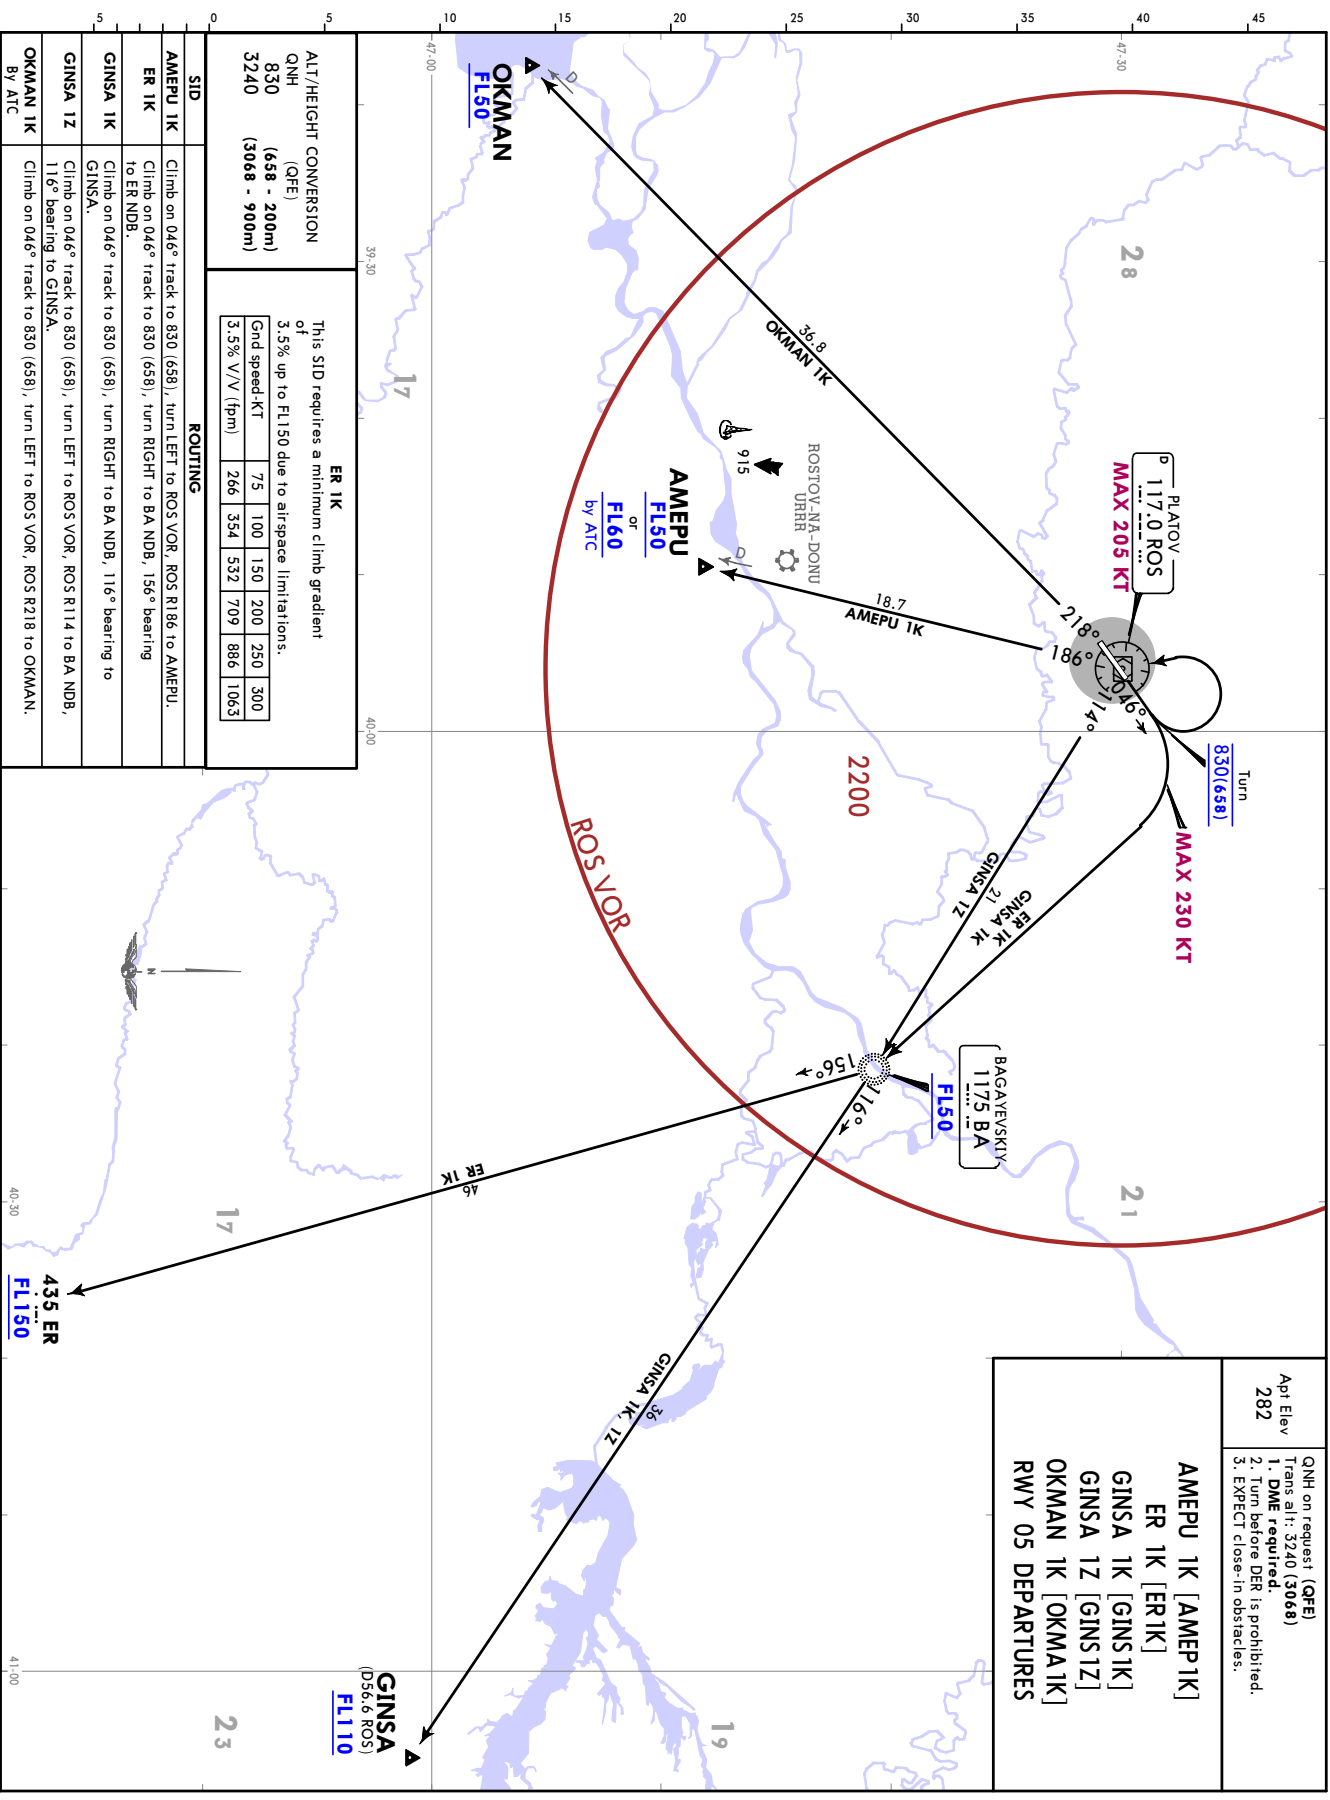 Apt Elev
282
QNH on request (QFE)
Trans alt: 3240 (3068)
1. DME required.
2. Turn before DER is prohibited.
3. EXPECT close-in obstacles.
AMEPU 1K [AMEP1K]
ER 1K [ER1K]
GINSA 1K [GINS1K]
GINSA 1Z [GINS1Z]
OKMAN 1K [OKMA1K]
RWY 05 DEPARTURES
47-30
47-00
39-30
40-00
40-30
41-00
45
40
35
30
25
20
15
10
5
0
5
28
21
17
17
19
23
PLATOV
D 117.0 ROS
MAX 205 KT
Turn
830(658)
MAX 230 KT
218°
186°
046°
114°
2200
ROS VOR
36.8
OKMAN 1K
18.7
AMEPU 1K
GINSA 1Z
21
ER 1K
GINSA 1K
BAGAYEVSKIY
1175 BA
FL50
156°
116°
ROSTOV-NA-DONU
URRR
915
D
AMEPU
FL50
or
FL60
by ATC
D
OKMAN
FL50
ER 1K
46
GINSA 1K, 1Z
36
435 ER
FL150
GINSA
(D56.6 ROS)
FL110
N
ALT/HEIGHT CONVERSION
QNH (QFE)
830 (658 - 200m)
3240 (3068 - 900m)
ER 1K
This SID requires a minimum climb gradient
of
3.5% up to FL150 due to airspace limitations.
Gnd speed-KT 75 100 150 200 250 300
3.5% V/V (fpm) 266 354 532 709 886 1063
SID ROUTING
AMEPU 1K Climb on 046° track to 830 (658), turn LEFT to ROS VOR, ROS R186 to AMEPU.
ER 1K Climb on 046° track to 830 (658), turn RIGHT to BA NDB, 156° bearing
to ER NDB.
GINSA 1K Climb on 046° track to 830 (658), turn RIGHT to BA NDB, 116° bearing to
GINSA.
GINSA 1Z Climb on 046° track to 830 (658), turn LEFT to ROS VOR, ROS R114 to BA NDB,
116° bearing to GINSA.
OKMAN 1K Climb on 046° track to 830 (658), turn LEFT to ROS VOR, ROS R218 to OKMAN.
By ATC